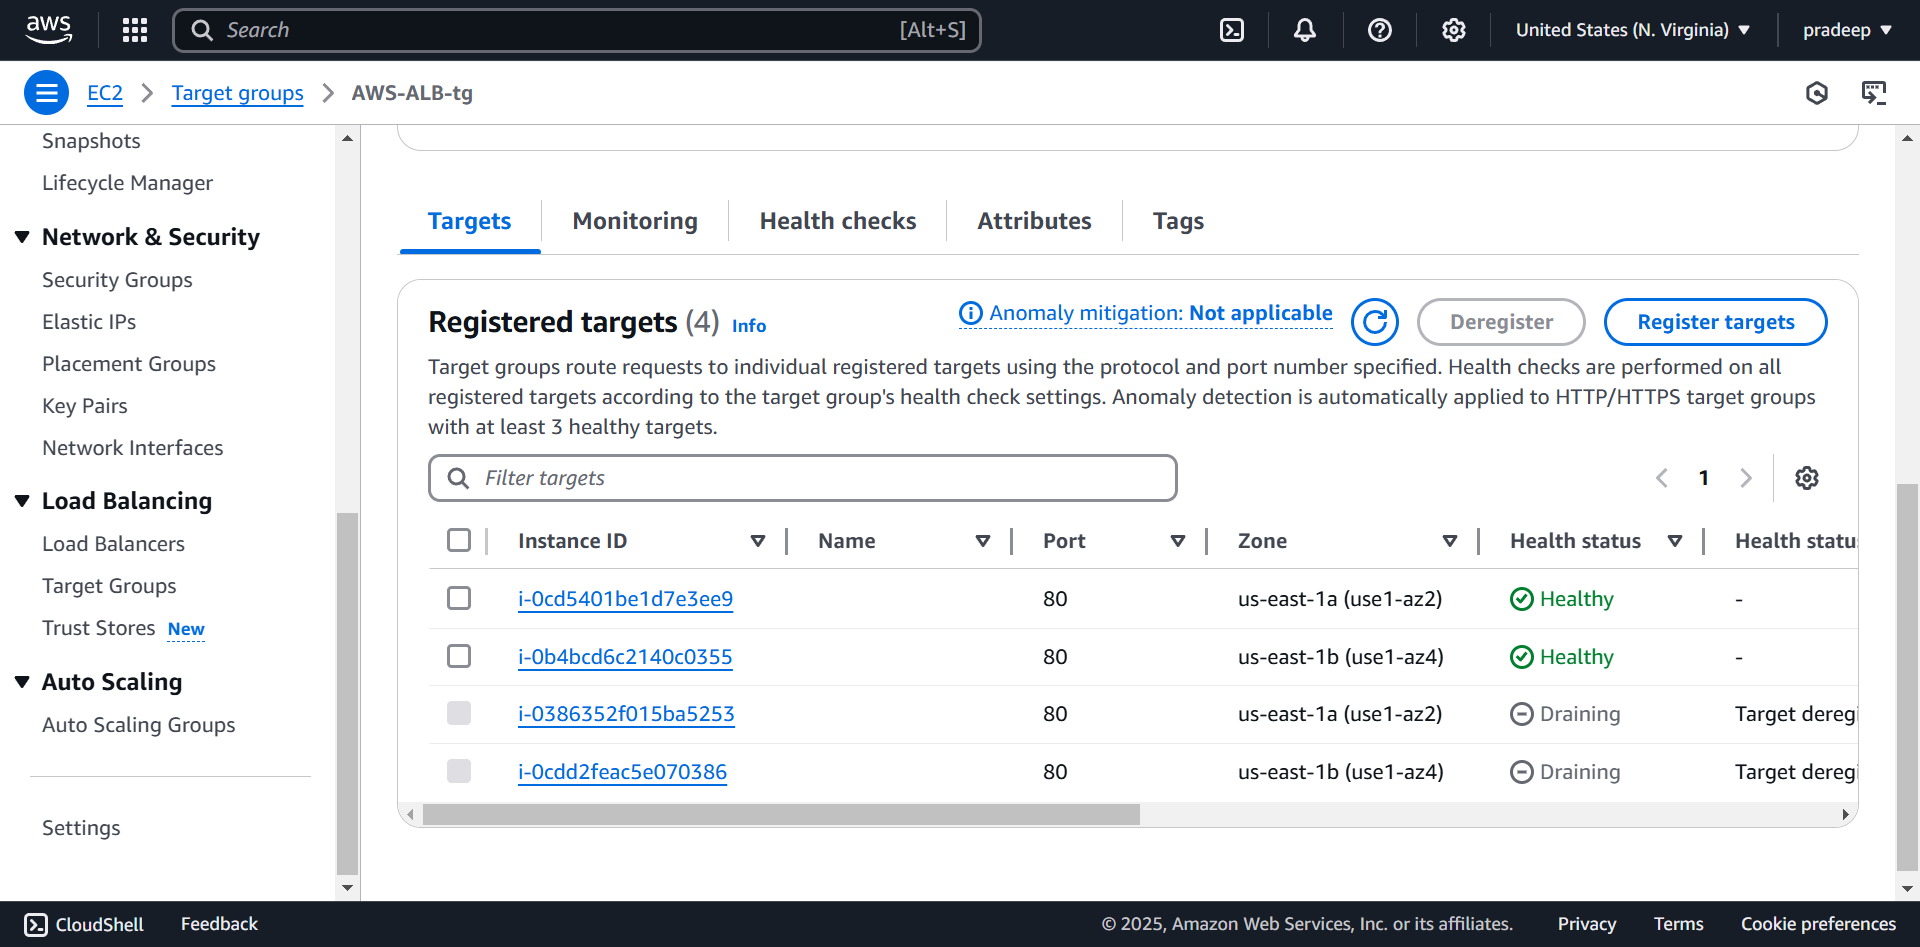 aws
Search [Alt+S]
United States (N. Virginia)
pradeep
EC2 Target groups AWS-ALB-tg
Snapshots
Lifecycle Manager
Network & Security
Security Groups
Elastic IPs
Placement Groups
Key Pairs
Network Interfaces
Load Balancing
Load Balancers
Target Groups
Trust Stores New
Auto Scaling
Auto Scaling Groups
Settings
Targets Monitoring Health checks Attributes Tags
Registered targets (4) Info
Anomaly mitigation: Not applicable
Deregister
Register targets
Target groups route requests to individual registered targets using the protocol and port number specified. Health checks are performed on all
registered targets according to the target group's health check settings. Anomaly detection is automatically applied to HTTP/HTTPS target groups
with at least 3 healthy targets.
Filter targets
1
Instance ID Name Port Zone Health status Health statu
i-0cd5401be1d7e3ee9 80 us-east-1a (use1-az2) Healthy -
i-0b4bcd6c2140c0355 80 us-east-1b (use1-az4) Healthy -
i-0386352f015ba5253 80 us-east-1a (use1-az2) Draining Target deregi
i-0cdd2feac5e070386 80 us-east-1b (use1-az4) Draining Target deregi
CloudShell Feedback
© 2025, Amazon Web Services, Inc. or its affiliates. Privacy Terms Cookie preferences